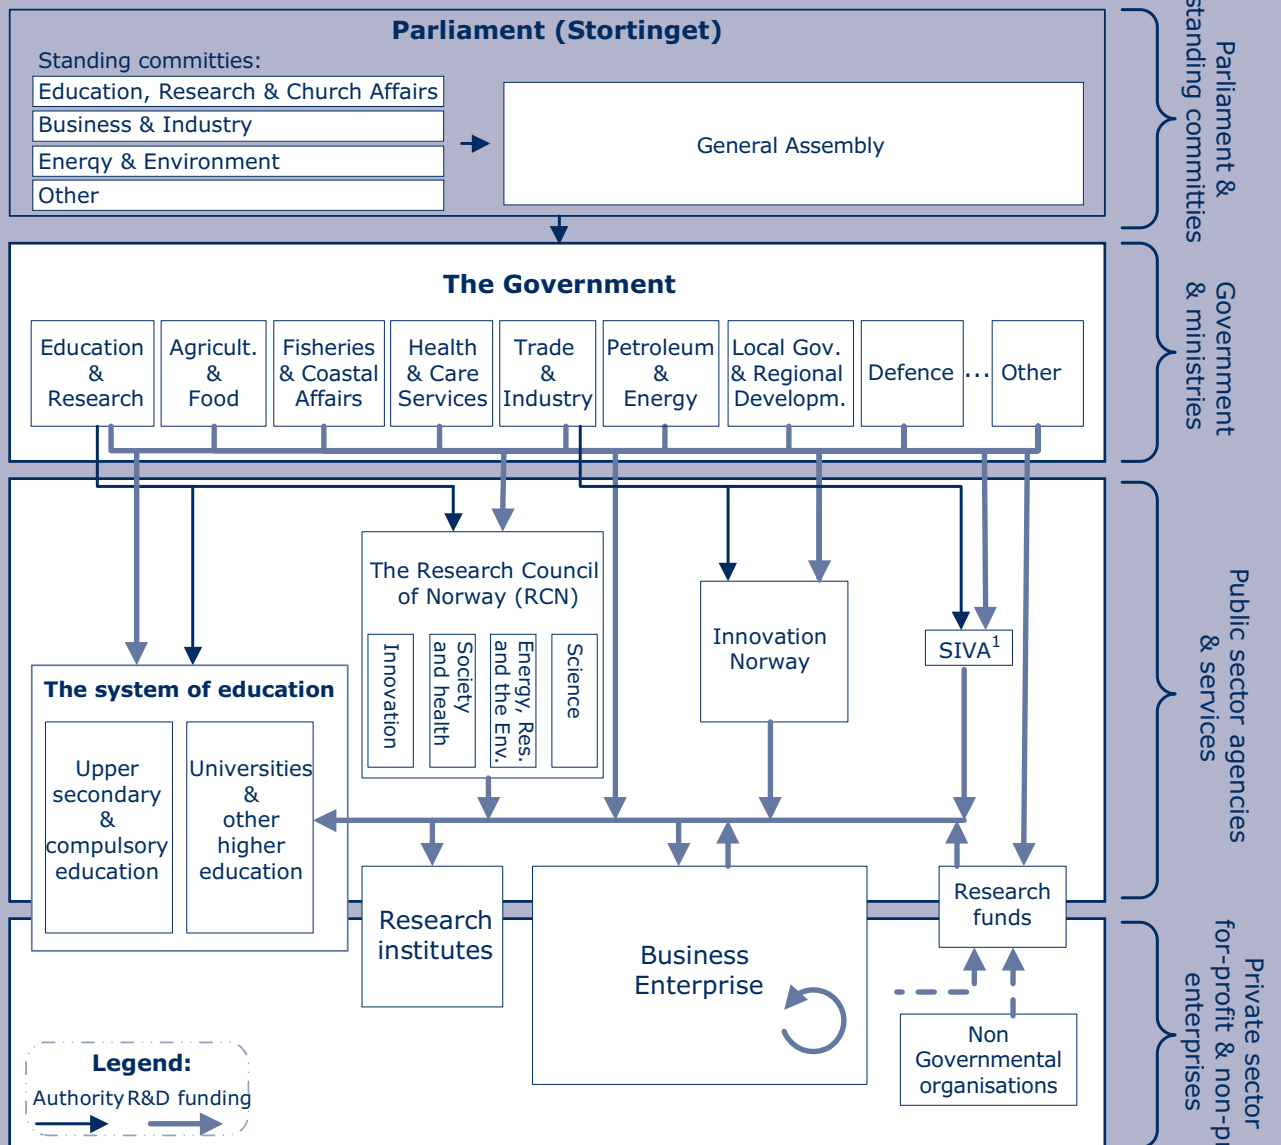 Parliament (Stortinget)
Standing committies:
Education, Research & Church Affairs
Business & Industry
Energy & Environment
Other
General Assembly
Parliament &
standing committies
The Government
Education
&
Research
Agricult.
&
Food
Fisheries
& Coastal
Affairs
Health
& Care
Services
Trade
&
Industry
Petroleum
&
Energy
Local Gov.
& Regional
Developm.
Defence
...
Other
Government
& ministries
The Research Council
of Norway (RCN)
Innovation
Society
and health
Energy, Res.
and the Env.
Science
Innovation
Norway
SIVA1
Public sector agencies
& services
The system of education
Upper
secondary
&
compulsory
education
Universities
&
other
higher
education
Research
institutes
Business
Enterprise
Research
funds
Non
Governmental
organisations
Private sector
for-profit & non-pr
enterprises
Legend:
Authority R&D funding